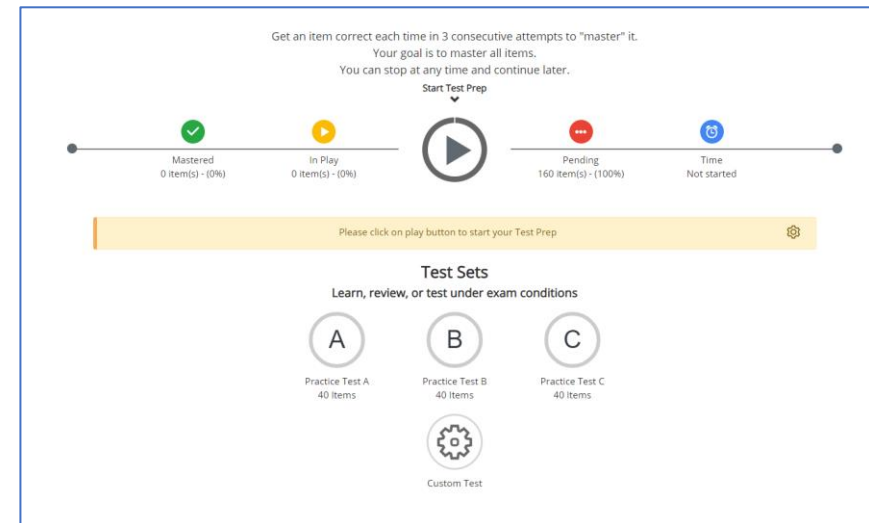 Get an item correct each time in 3 consecutive attempts to "master" it.
Your goal is to master all items.
You can stop at any time and continue later.
Start Test Prep
Mastered
0 item(s) - (0%)
In Play
0 item(s) - (0%)
Pending
160 item(s) - (100%)
Time
Not started
Please click on play button to start your Test Prep
Test Sets
Learn, review, or test under exam conditions
A
B
C
Practice Test A
40 Items
Practice Test B
40 Items
Practice Test C
40 Items
Custom Test